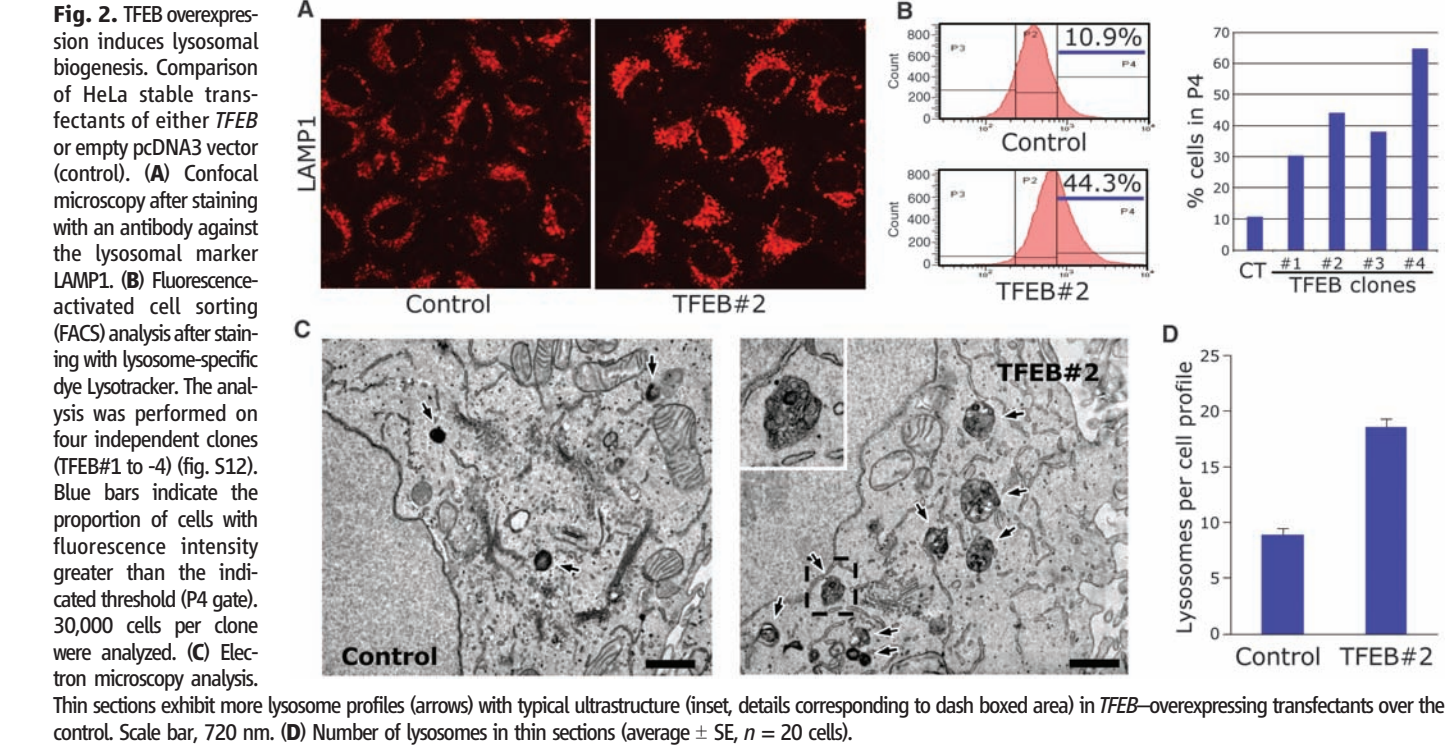 Fig. 2. TFEB overexpres-
sion induces lysosomal
biogenesis. Comparison
of HeLa stable trans-
fectants of either TFEB
or empty pcDNA3 vector
(control). (A) Confocal
microscopy after staining
with an antibody against
the lysosomal marker
LAMP1. (B) Fluorescence-
activated cell sorting
(FACS) analysis after stain-
ing with lysosome-specific
dye Lysotracker. The anal-
ysis was performed on
four independent clones
(TFEB#1 to -4) (fig. S12).
Blue bars indicate the
proportion of cells with
fluorescence intensity
greater than the indi-
cated threshold (P4 gate).
30,000 cells per clone
were analyzed. (C) Elec-
tron microscopy analysis.
Thin sections exhibit more lysosome profiles (arrows) with typical ultrastructure (inset, details corresponding to dash boxed area) in TFEB–overexpressing transfectants over the
control. Scale bar, 720 nm. (D) Number of lysosomes in thin sections (average ± SE, n = 20 cells).
A
LAMP1
Control
TFEB#2
B
Count
800
600
400
200
0
P3
P2
10.9%
P4
10²
10³
10⁴
Control
Count
800
600
400
200
0
P3
P2
44.3%
P4
10²
10³
10⁴
TFEB#2
% cells in P4
70
60
50
40
30
20
10
0
CT
#1
#2
#3
#4
TFEB clones
C
Control
TFEB#2
D
Lysosomes per cell profile
25
20
15
10
5
0
Control
TFEB#2